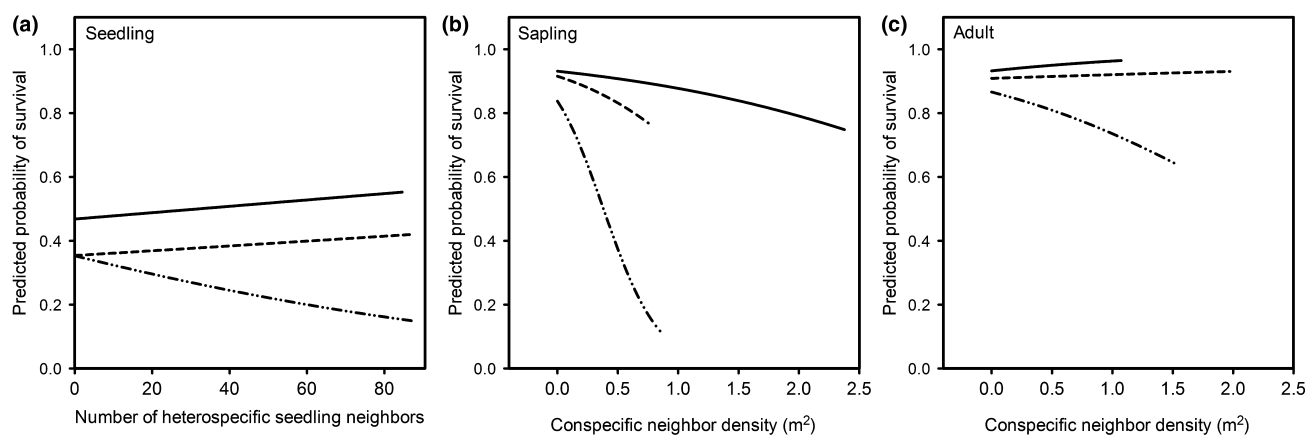 (a)
Seedling
Predicted probability of survival
1.0
0.8
0.6
0.4
0.2
0.0
0 20 40 60 80
Number of heterospecific seedling neighbors
(b)
Sapling
Predicted probability of survival
1.0
0.8
0.6
0.4
0.2
0.0
0.0 0.5 1.0 1.5 2.0 2.5
Conspecific neighbor density (m²)
(c)
Adult
Predicted probability of survival
1.0
0.8
0.6
0.4
0.2
0.0
0.0 0.5 1.0 1.5 2.0 2.5
Conspecific neighbor density (m²)